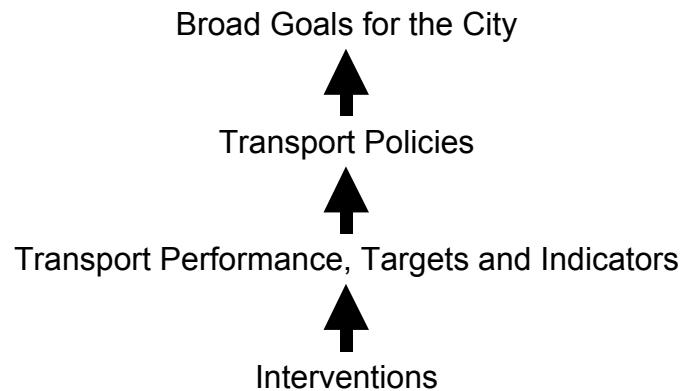 Broad Goals for the City
Transport Policies
Transport Performance, Targets and Indicators
Interventions